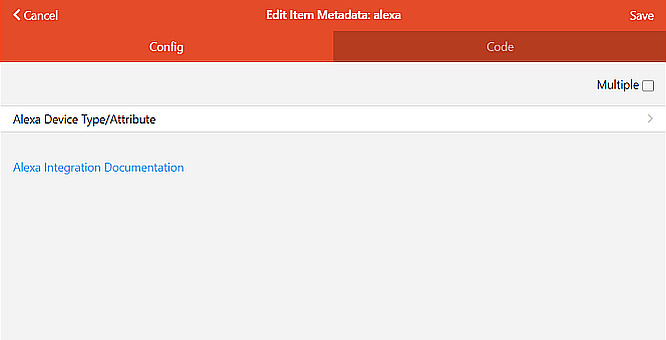 Cancel
Edit Item Metadata: alexa
Save
Config
Code
Multiple
Alexa Device Type/Attribute
Alexa Integration Documentation